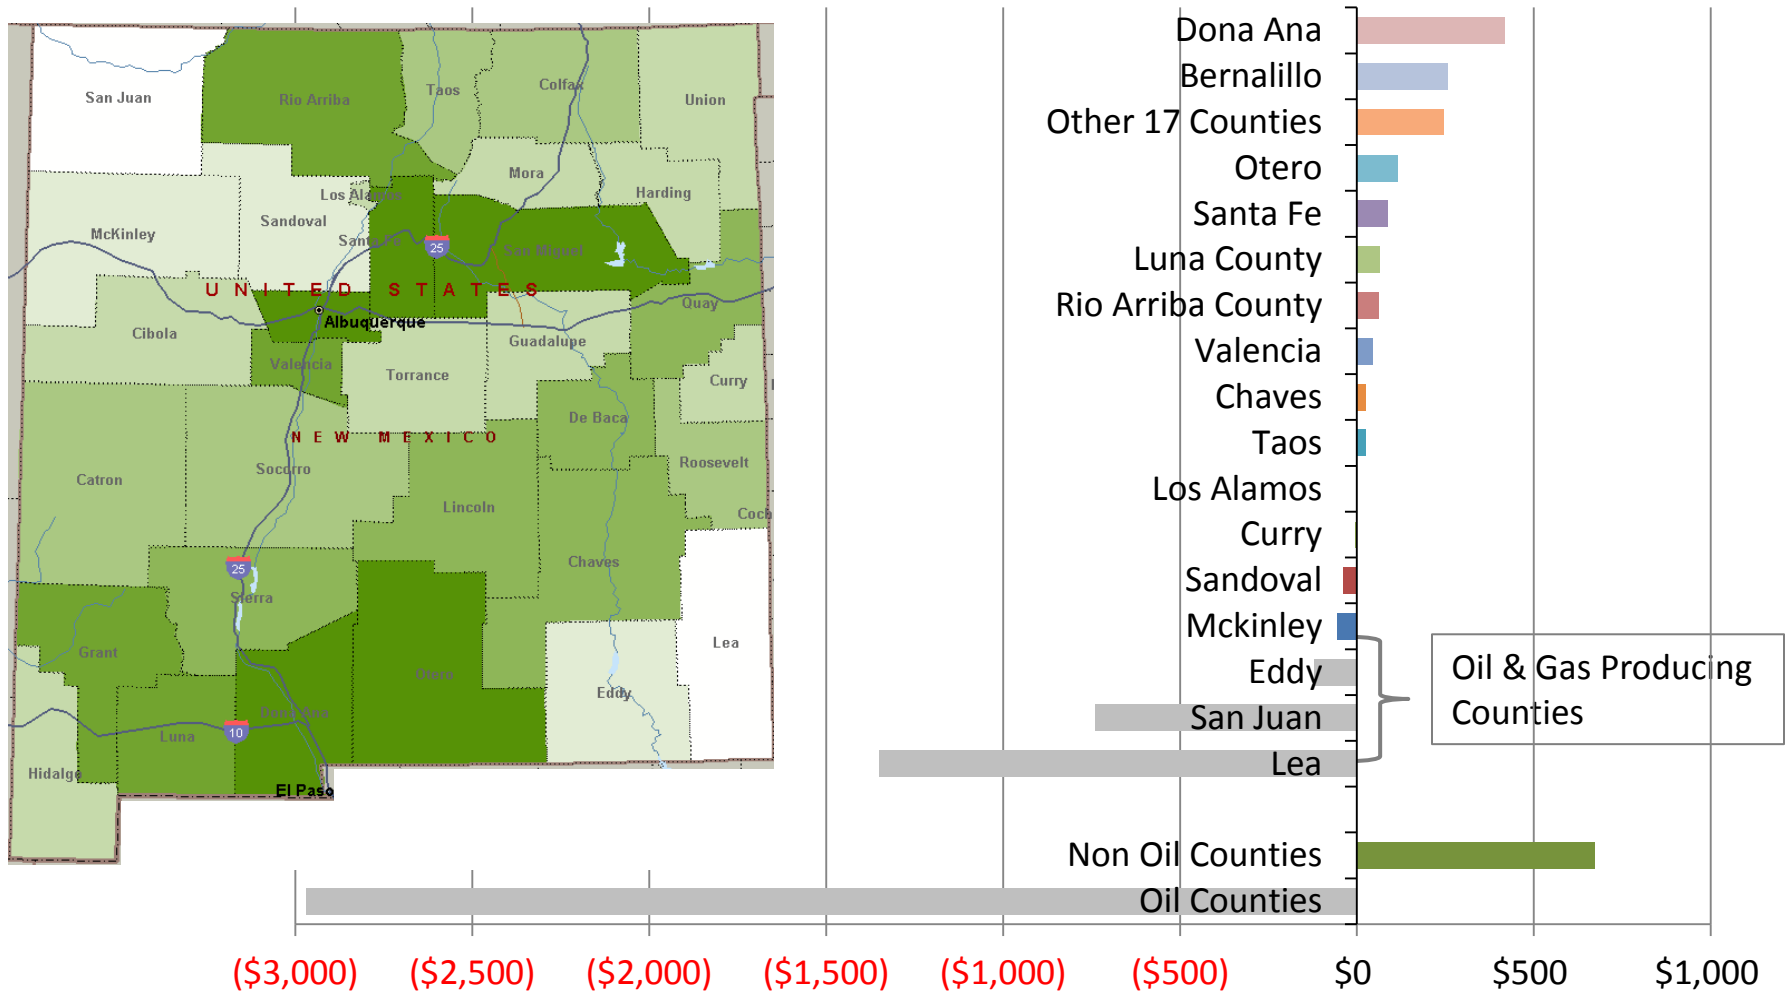 San Juan
Rio Arriba
Taos
Colfax
Union
Mora
Harding
Los Alamos
Sandoval
McKinley
Santa Fe
25
San Miguel
UNITED STATES
Quay
Albuquerque
Cibola
Guadalupe
Valencia
Torrance
Curry
De Baca
NEW MEXICO
Socorro
Roosevelt
Catron
Lincoln
Coch
Chaves
25
Sierra
Lea
Grant
Otero
Eddy
Dona Ana
Luna
10
Hidalgo
El Paso
Dona Ana
Bernalillo
Other 17 Counties
Otero
Santa Fe
Luna County
Rio Arriba County
Valencia
Chaves
Taos
Los Alamos
Curry
Sandoval
Mckinley
Eddy
San Juan
Lea
Oil & Gas Producing
Counties
Non Oil Counties
Oil Counties
($3,000) ($2,500) ($2,000) ($1,500) ($1,000) ($500) $0 $500 $1,000